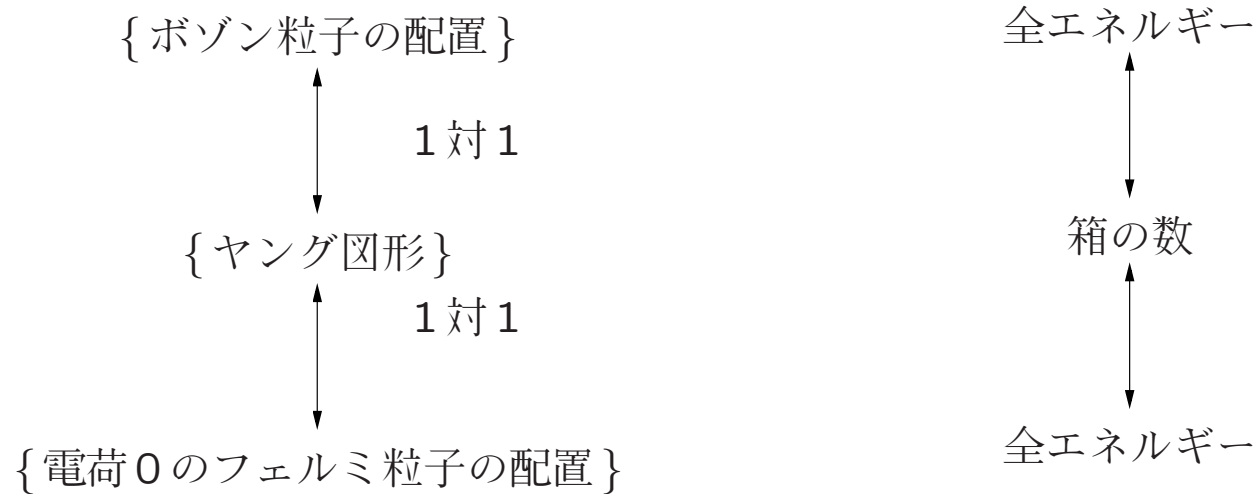 {ボゾン粒子の配置}
全エネルギー
1対1
{ヤング図形}
箱の数
1対1
{電荷0のフェルミ粒子の配置}
全エネルギー